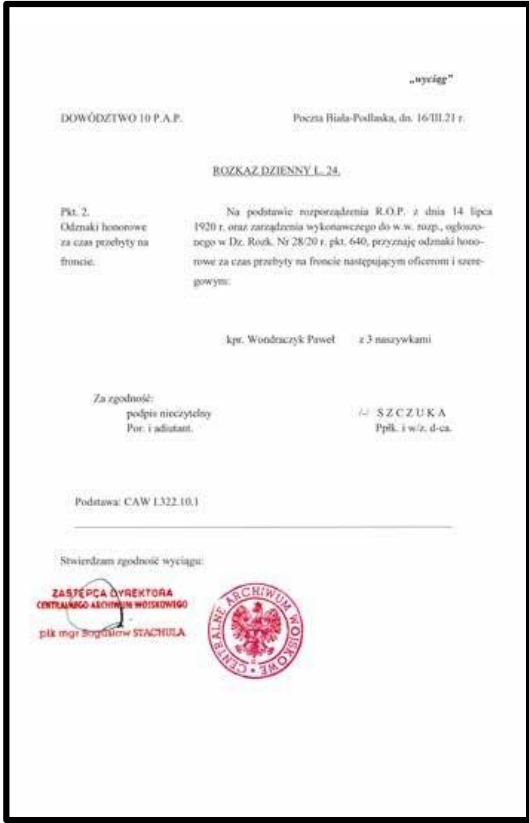 „wyciąg”
DOWÓDZTWO 10 P.A.P.
Poczta Biała-Podlaska, dn. 16/III.21 r.
ROZKAZ DZIENNY L. 24.
Pkt. 2.
Odznaki honorowe
za czas przebyty na
froncie.
Na podstawie rozporządzenia R.O.P. z dnia 14 lipca
1920 r. oraz zarządzenia wykonawczego do w.w. rozp., ogłoszo-
nego w Dz. Rozk. Nr 28/20 r. pkt. 640, przyznaję odznaki hono-
rowe za czas przebyty na froncie następującym oficerom i szere-
gowym:
kpr. Wondraczyk Paweł z 3 naszywkami
Za zgodność:
podpis nieczytelny
Por. i adiutant.
/-/ S Z C Z U K A
Ppłk. i w/z. d-ca.
Podstawa: CAW I.322.10.1
Stwierdzam zgodność wyciągu:
ZASTĘPCA DYREKTORA
CENTRALNEGO ARCHIWUM WOJSKOWEGO
płk mgr Bogusław STACHULA
CENTRALNE ARCHIWUM WOJSKOWE